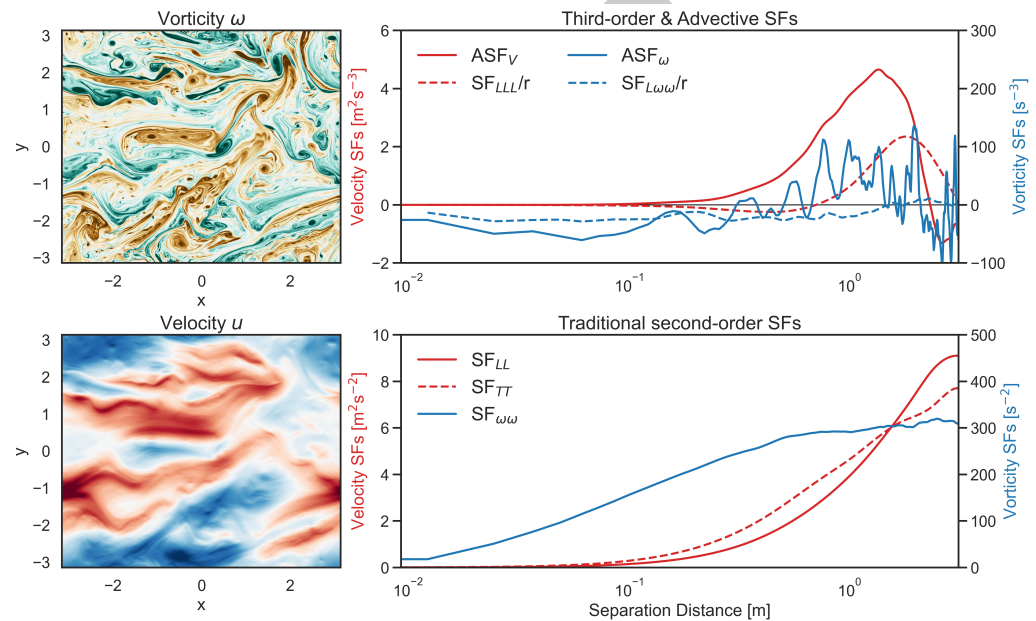 Vorticity ω
3
2
1
0
−1
−2
−3
y
−2
0
2
x
Third-order & Advective SFs
6
4
2
0
−2
Velocity SFs [m²s⁻³]
ASF_V
SF_LLL/r
ASF_ω
SF_Lωω/r
300
200
100
0
−100
Vorticity SFs [s⁻³]
10⁻²
10⁻¹
10⁰
Velocity u
3
2
1
0
−1
−2
−3
y
−2
0
2
x
Traditional second-order SFs
10
8
6
4
2
0
Velocity SFs [m²s⁻²]
SF_LL
SF_TT
SF_ωω
500
400
300
200
100
0
Vorticity SFs [s⁻²]
10⁻²
10⁻¹
10⁰
Separation Distance [m]